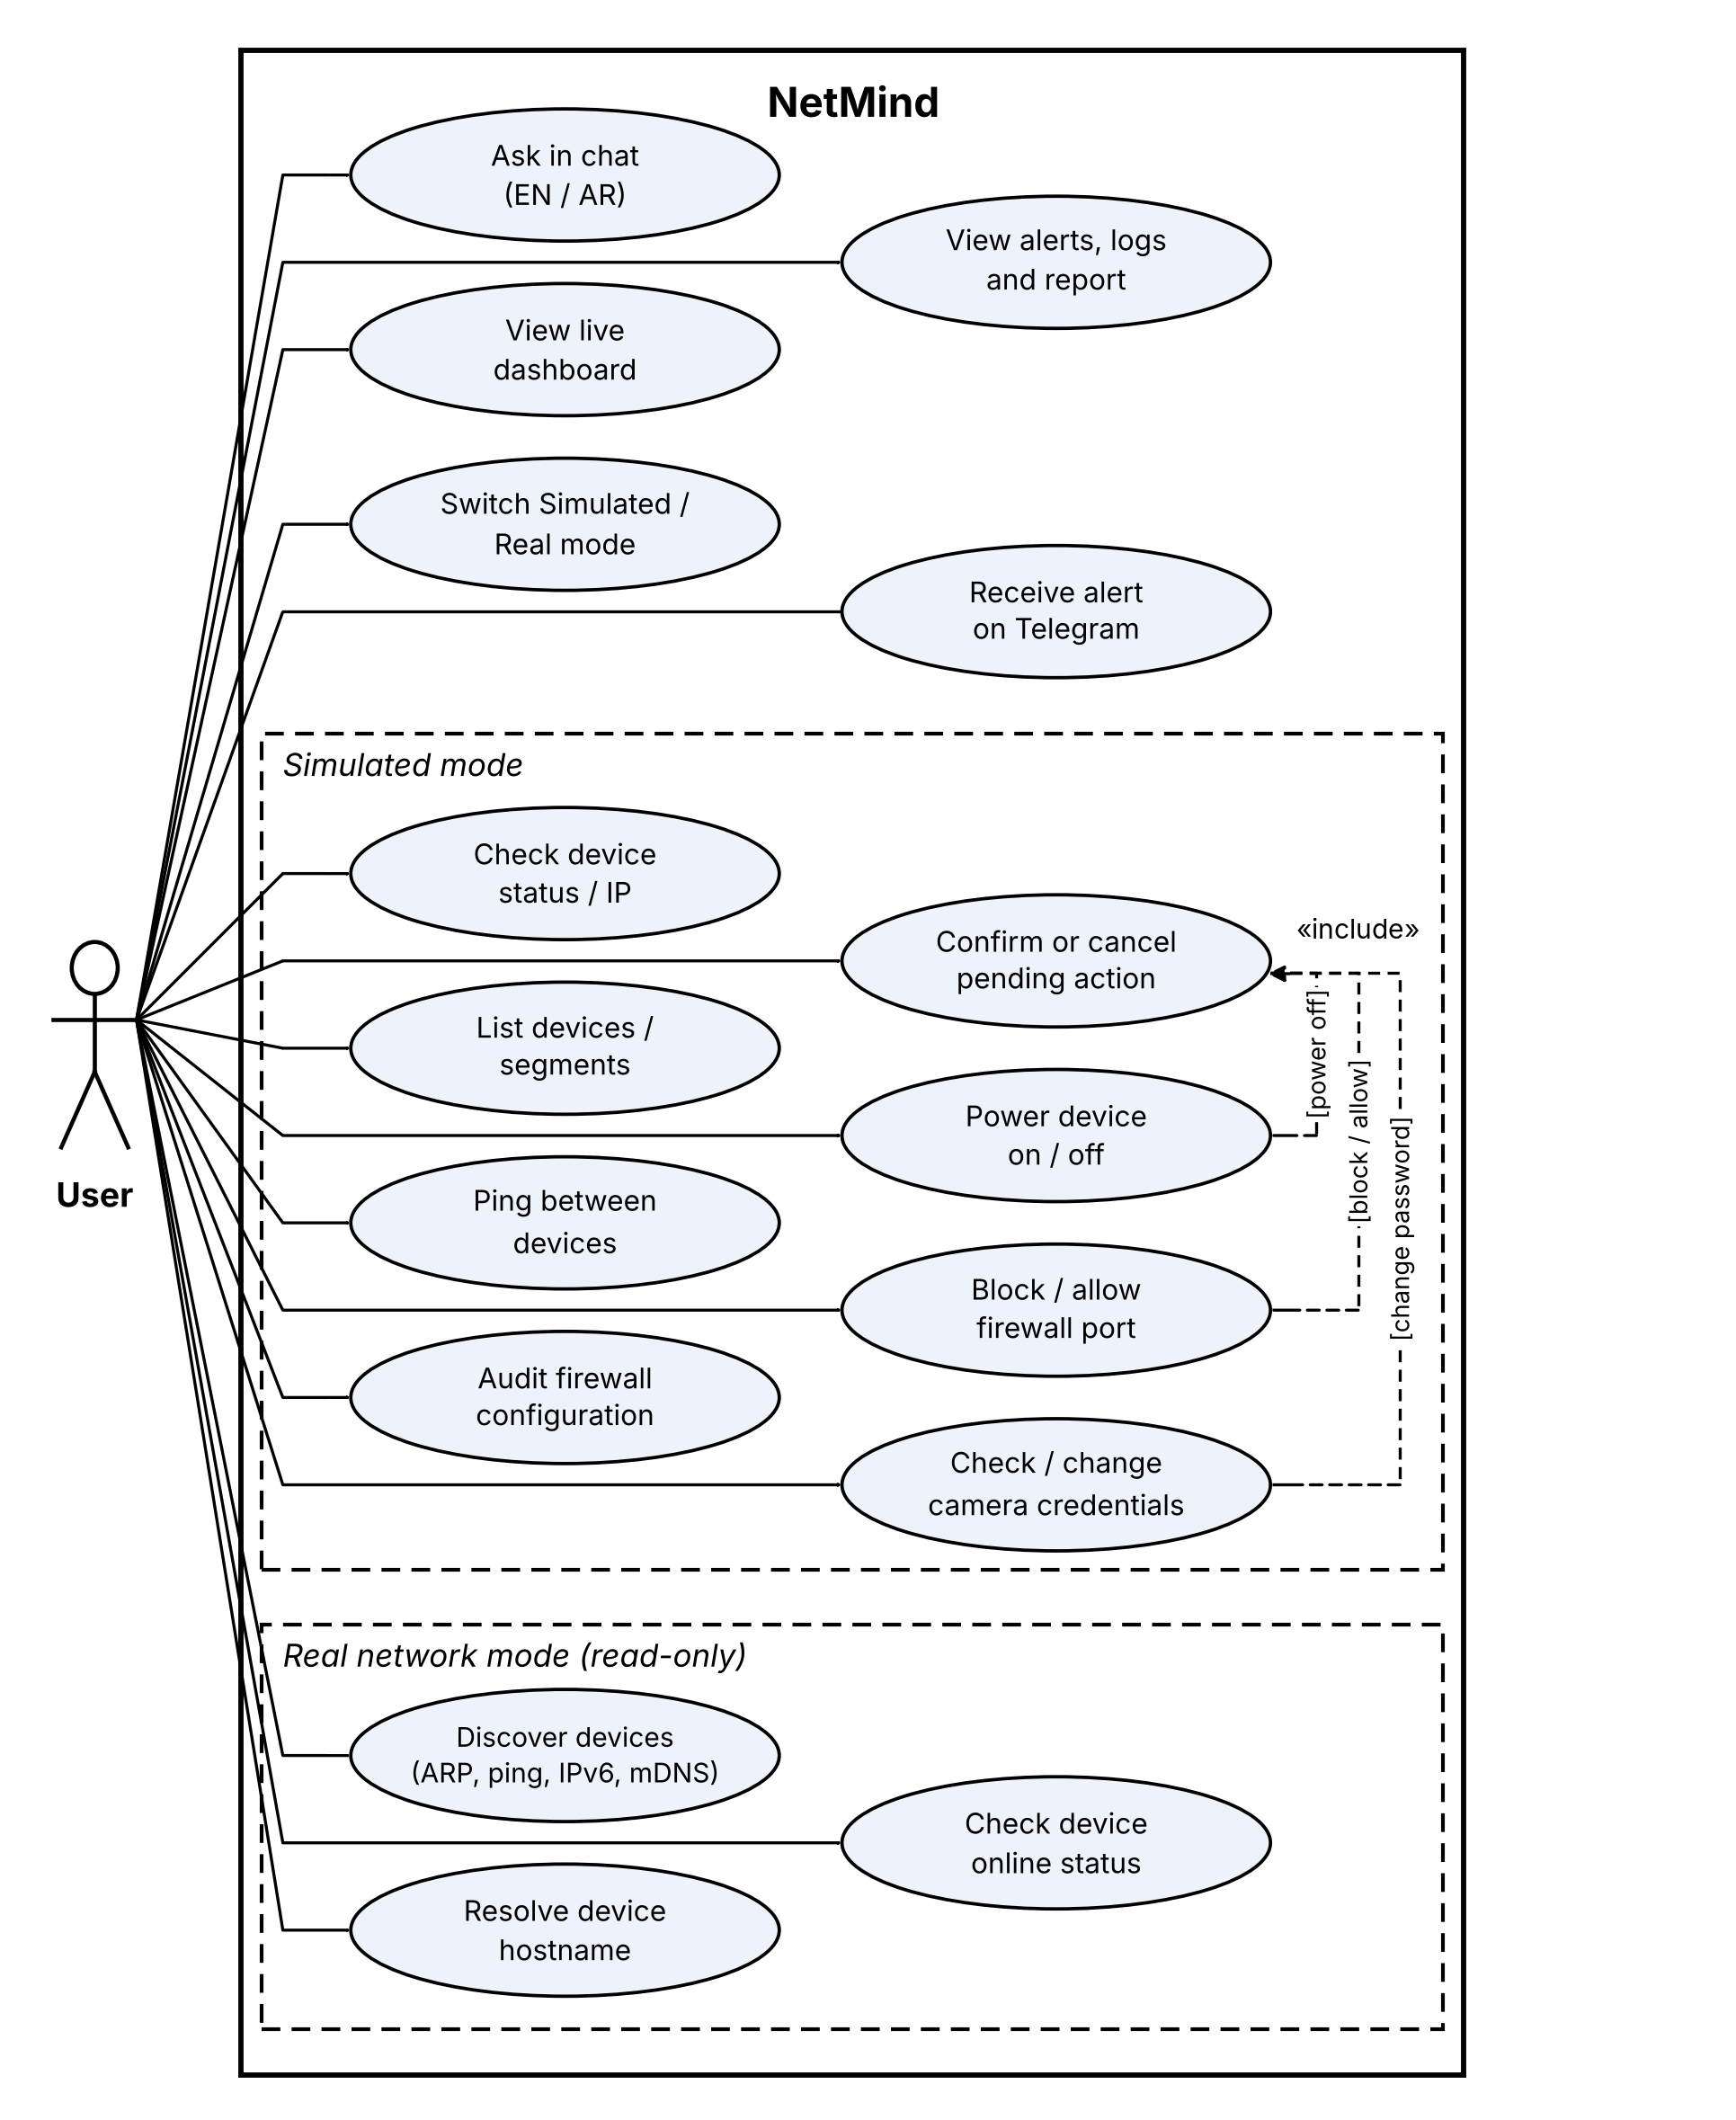 NetMind
Ask in chat
(EN / AR)
View alerts, logs
and report
View live
dashboard
Switch Simulated /
Real mode
Receive alert
on Telegram
Simulated mode
Check device
status / IP
Confirm or cancel
pending action
«include»
List devices /
segments
[power off]
[block / allow]
[change password]
Power device
on / off
User
Ping between
devices
Block / allow
firewall port
Audit firewall
configuration
Check / change
camera credentials
Real network mode (read-only)
Discover devices
(ARP, ping, IPv6, mDNS)
Check device
online status
Resolve device
hostname